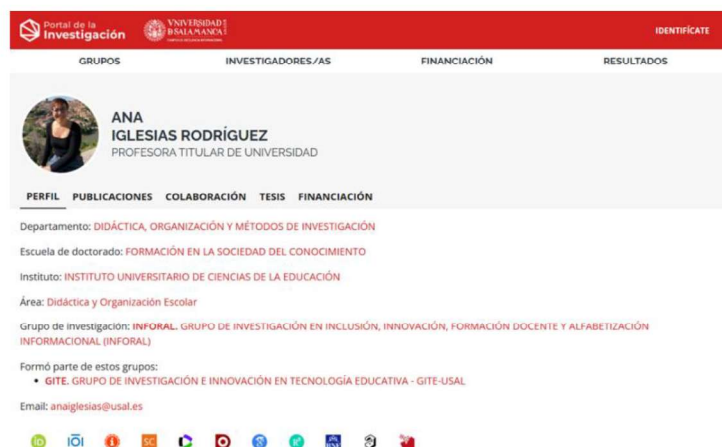 Portal de la
Investigación
VNIVERSIDAD
D SALAMANCA
IDENTIFÍCATE
GRUPOS INVESTIGADORES/AS FINANCIACIÓN RESULTADOS
ANA
IGLESIAS RODRÍGUEZ
PROFESORA TITULAR DE UNIVERSIDAD
PERFIL PUBLICACIONES COLABORACIÓN TESIS FINANCIACIÓN
Departamento: DIDÁCTICA, ORGANIZACIÓN Y MÉTODOS DE INVESTIGACIÓN
Escuela de doctorado: FORMACIÓN EN LA SOCIEDAD DEL CONOCIMIENTO
Instituto: INSTITUTO UNIVERSITARIO DE CIENCIAS DE LA EDUCACIÓN
Área: Didáctica y Organización Escolar
Grupo de investigación: INFORAL. GRUPO DE INVESTIGACIÓN EN INCLUSIÓN, INNOVACIÓN, FORMACIÓN DOCENTE Y ALFABETIZACIÓN
INFORMACIONAL (INFORAL)
Formó parte de estos grupos:
• GITE. GRUPO DE INVESTIGACIÓN E INNOVACIÓN EN TECNOLOGÍA EDUCATIVA - GITE-USAL
Email: anaiglesias@usal.es
iD SC